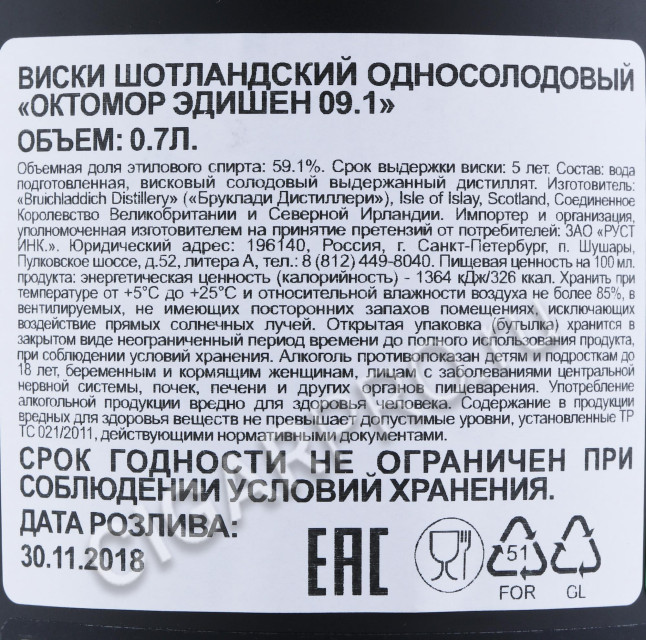 ВИСКИ ШОТЛАНДСКИЙ ОДНОСОЛОДОВЫЙ
«ОКТОМОР ЭДИШЕН 09.1»
ОБЪЕМ: 0.7Л.
Объемная доля этилового спирта: 59.1%. Срок выдержки виски: 5 лет. Состав: вода
подготовленная, висковый солодовый выдержанный дистиллят. Изготовитель:
«Bruichladdich Distillery» («Бруклади Дистиллери»), Isle of Islay, Scotland, Соединенное
Королевство Великобритании и Северной Ирландии. Импортер и организация,
уполномоченная изготовителем на принятие претензий от потребителей: ЗАО «РУСТ
ИНК.». Юридический адрес: 196140, Россия, г. Санкт-Петербург, п. Шушары,
Пулковское шоссе, д.52, литера А, тел.: 8 (812) 449-8040. Пищевая ценность на 100 мл.
продукта: энергетическая ценность (калорийность) - 1364 кДж/326 ккал. Хранить при
температуре от +5°С до +25°С и относительной влажности воздуха не более 85%, в
вентилируемых, не имеющих посторонних запахов помещениях, исключающих
воздействие прямых солнечных лучей. Открытая упаковка (бутылка) хранится в
закрытом виде неограниченный период времени до полного использования продукта,
при соблюдении условий хранения. Алкоголь противопоказан детям и подросткам до
18 лет, беременным и кормящим женщинам, лицам с заболеваниями центральной
нервной системы, почек, печени и других органов пищеварения. Употребление
алкогольной продукции вредно для здоровья человека. Содержание в продукции
вредных для здоровья веществ не превышает допустимые уровни, установленные ТР
ТС 021/2011, действующими нормативными документами.
СРОК ГОДНОСТИ НЕ ОГРАНИЧЕН ПРИ
СОБЛЮДЕНИИ УСЛОВИЙ ХРАНЕНИЯ.
ДАТА РОЗЛИВА:
30.11.2018
EAC
51
FOR
GL
CIGARPRO.ru